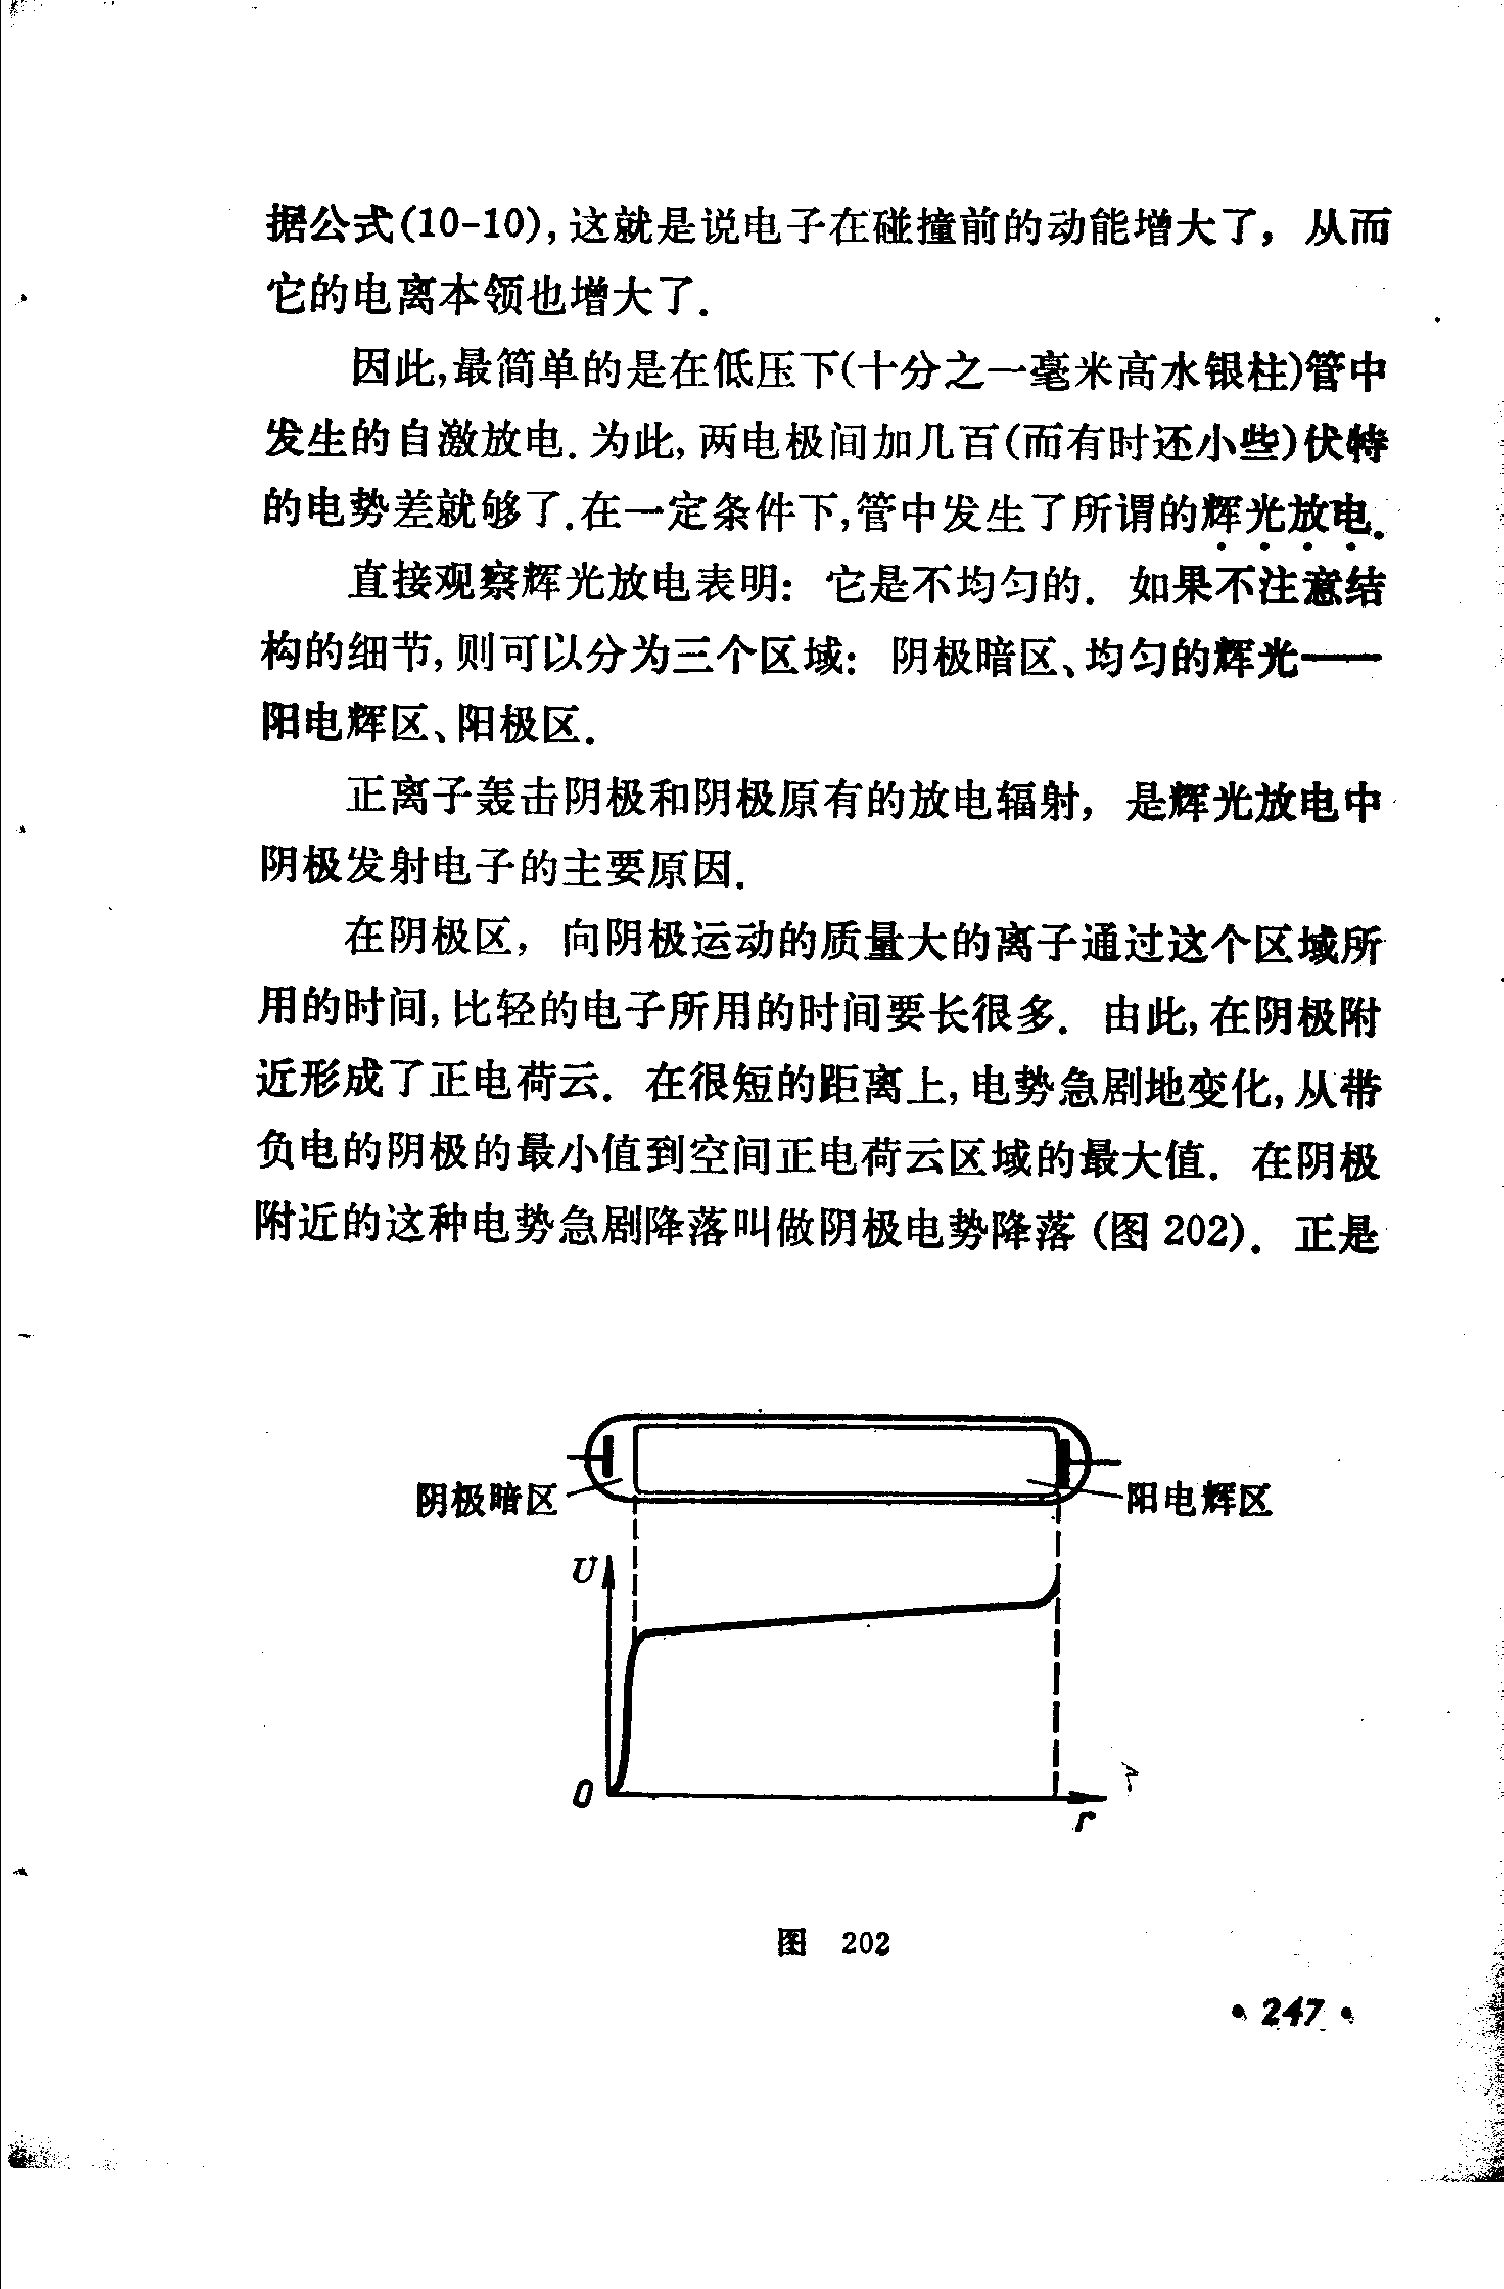 据公式(10-10),这就是说电子在碰撞前的动能增大了，从而
它的电离本领也增大了．
因此,最简单的是在低压下(十分之一毫米高水银柱)管中
发生的自激放电．为此,两电极间加几百(而有时还小些)伏特
的电势差就够了．在一定条件下,管中发生了所谓的辉光放电．
直接观察辉光放电表明：它是不均匀的．如果不注意结
构的细节,则可以分为三个区域：阴极暗区、均匀的辉光——
阳电辉区、阳极区．
正离子轰击阴极和阴极原有的放电辐射，是辉光放电中
阴极发射电子的主要原因．
在阴极区，向阴极运动的质量大的离子通过这个区域所
用的时间,比轻的电子所用的时间要长很多．由此,在阴极附
近形成了正电荷云．在很短的距离上,电势急剧地变化,从带
负电的阴极的最小值到空间正电荷云区域的最大值．在阴极
附近的这种电势急剧降落叫做阴极电势降落 (图 202)．正是
阴极暗区
阳电辉区
U
0
r
图 202
• 247 •